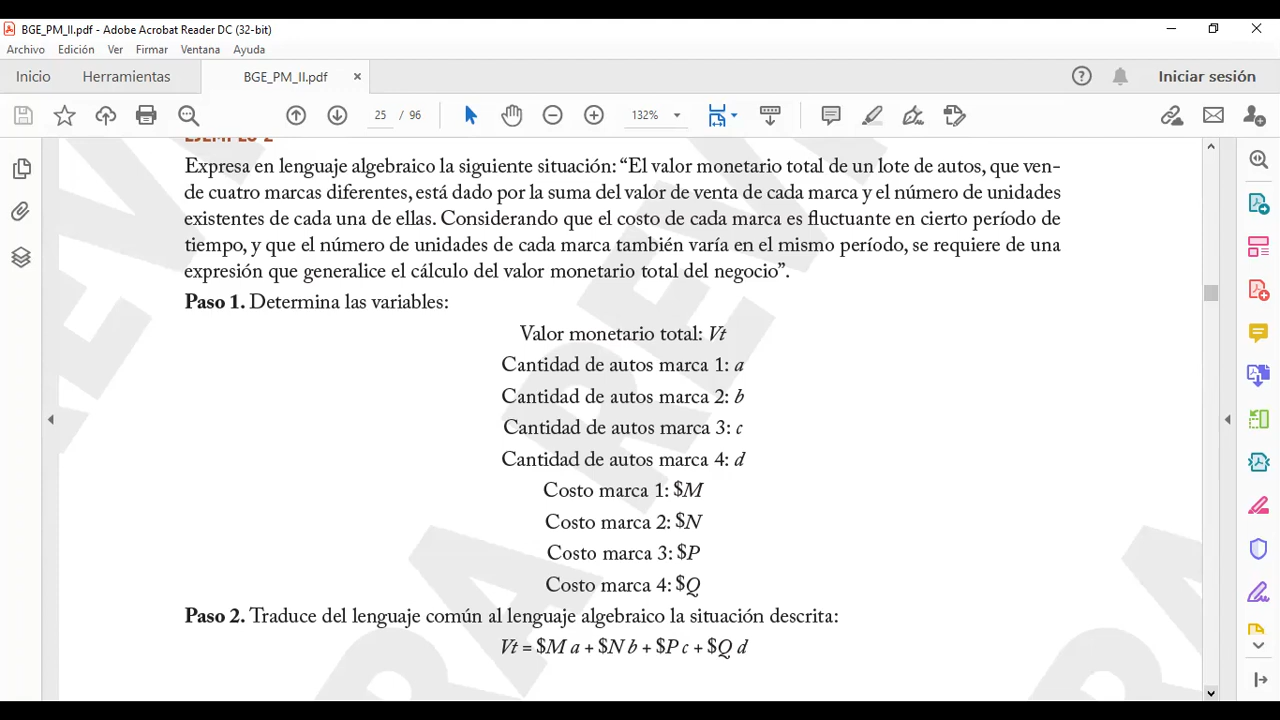 BGE_PM_II.pdf - Adobe Acrobat Reader DC (32-bit)
Archivo Edición Ver Firmar Ventana Ayuda
Inicio Herramientas BGE_PM_II.pdf × Iniciar sesión
25 / 96 132%
EJEMPLO 2
Expresa en lenguaje algebraico la siguiente situación: “El valor monetario total de un lote de autos, que ven-
de cuatro marcas diferentes, está dado por la suma del valor de venta de cada marca y el número de unidades
existentes de cada una de ellas. Considerando que el costo de cada marca es fluctuante en cierto período de
tiempo, y que el número de unidades de cada marca también varía en el mismo período, se requiere de una
expresión que generalice el cálculo del valor monetario total del negocio”.
Paso 1. Determina las variables:
Valor monetario total: Vt
Cantidad de autos marca 1: a
Cantidad de autos marca 2: b
Cantidad de autos marca 3: c
Cantidad de autos marca 4: d
Costo marca 1: $M
Costo marca 2: $N
Costo marca 3: $P
Costo marca 4: $Q
Paso 2. Traduce del lenguaje común al lenguaje algebraico la situación descrita:
Vt = $M a + $N b + $P c + $Q d